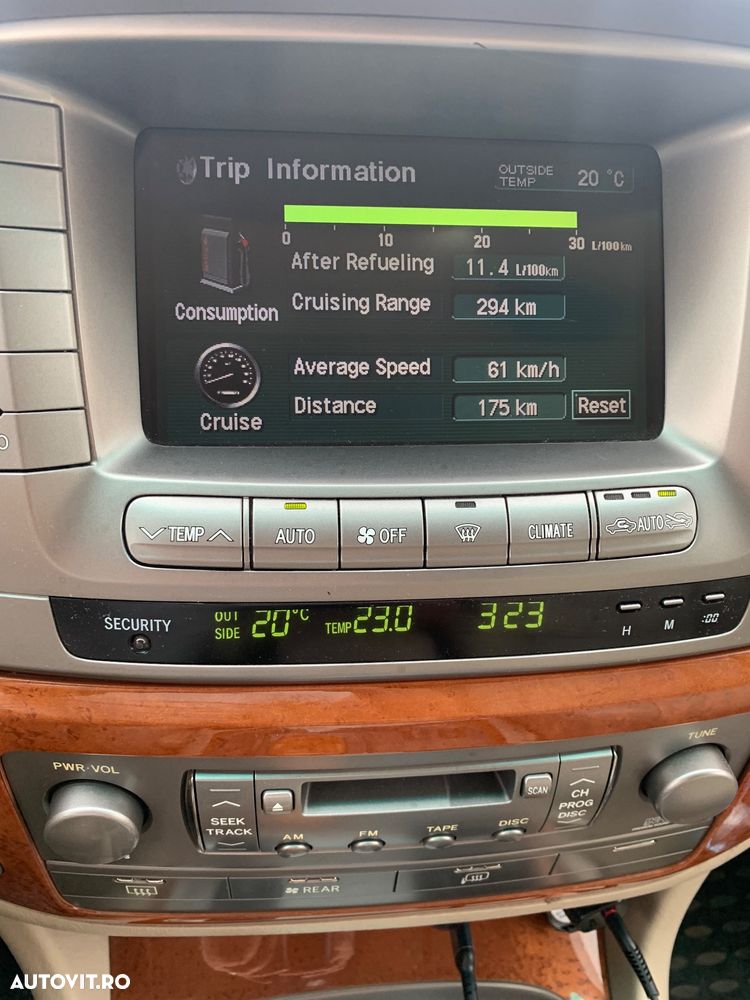 Trip Information
OUTSIDE TEMP 20 °C
0 10 20 30 L/100km
After Refueling 11.4 L/100km
Consumption
Cruising Range 294 km
Average Speed 61 km/h
Cruise
Distance 175 km Reset
TEMP AUTO OFF CLIMATE AUTO
SECURITY OUT SIDE 20°C TEMP 23.0 323 H M :00
PWR·VOL
TUNE
SEEK TRACK
SCAN
CH PROG DISC
AM FM TAPE DISC
REAR
AUTOVIT.RO